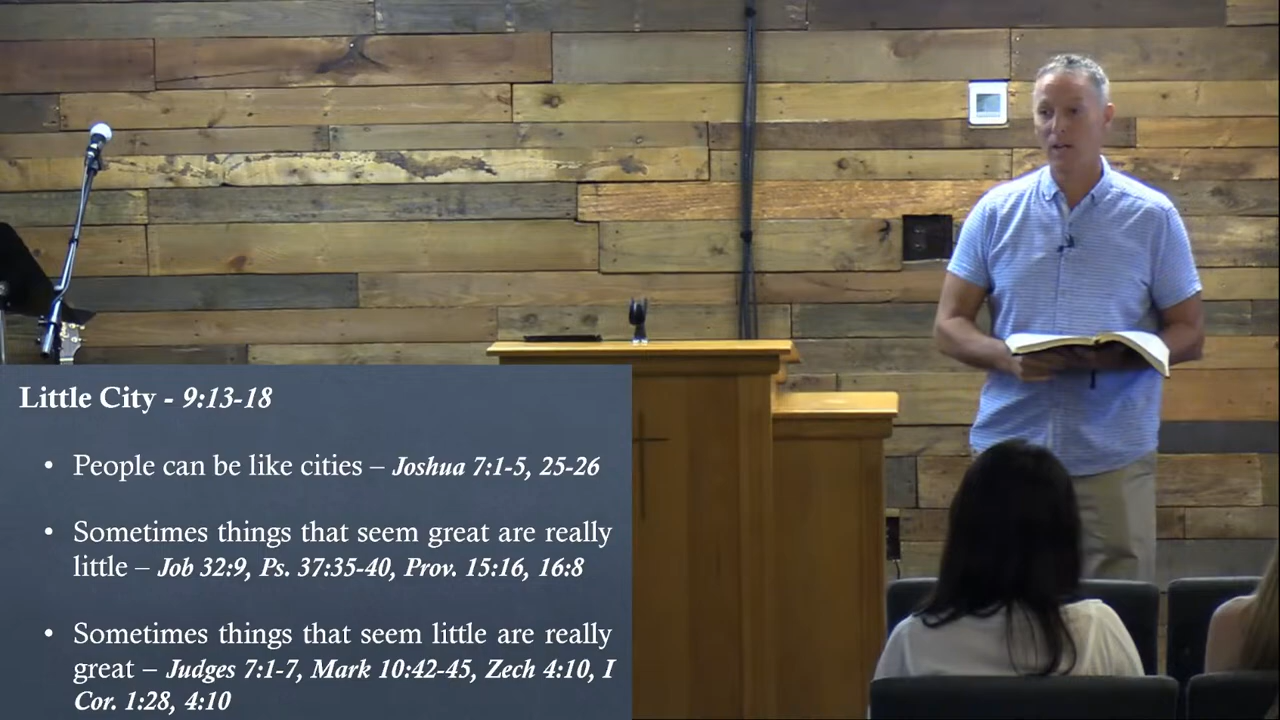 Little City - 9:13-18
• People can be like cities – Joshua 7:1-5, 25-26
• Sometimes things that seem great are really
little – Job 32:9, Ps. 37:35-40, Prov. 15:16, 16:8
• Sometimes things that seem little are really
great – Judges 7:1-7, Mark 10:42-45, Zech 4:10, I
Cor. 1:28, 4:10